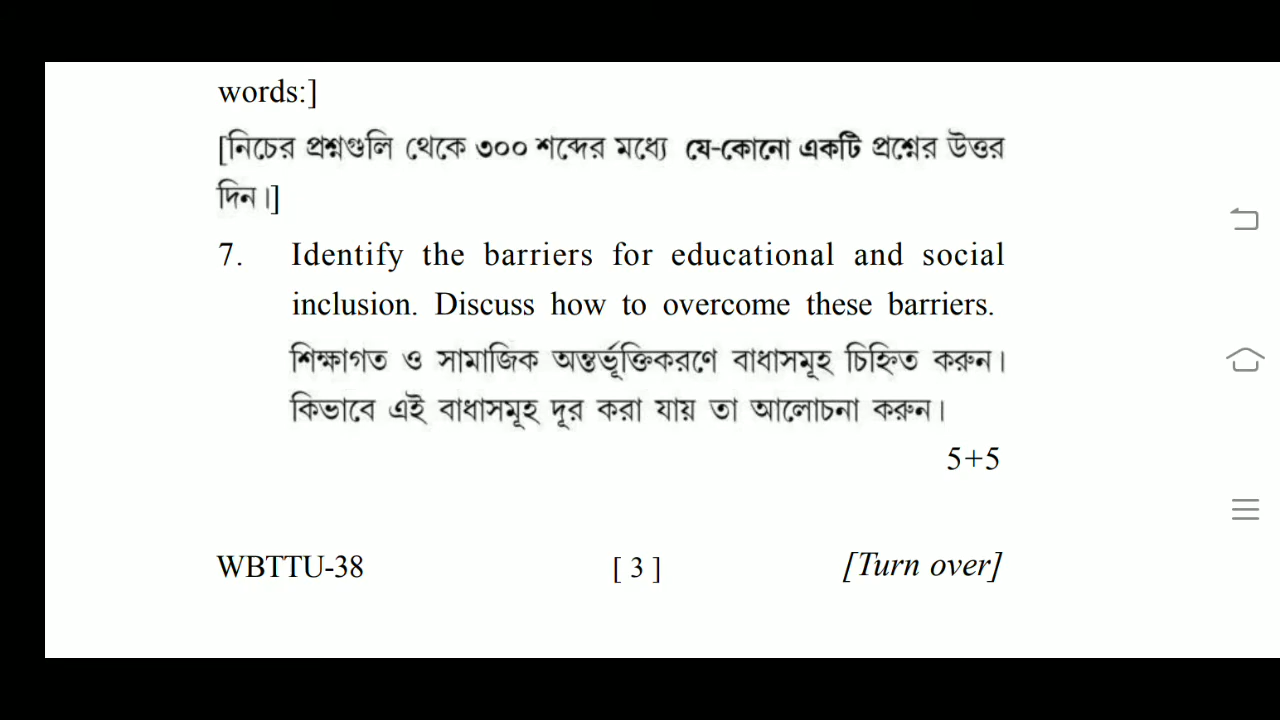 words:]
[নিচের প্রশ্নগুলি থেকে ৩০০ শব্দের মধ্যে যে-কোনো একটি প্রশ্নের উত্তর
দিন।]
7. Identify the barriers for educational and social
inclusion. Discuss how to overcome these barriers.
শিক্ষাগত ও সামাজিক অন্তর্ভূক্তিকরণে বাধাসমূহ চিহ্নিত করুন।
কিভাবে এই বাধাসমূহ দূর করা যায় তা আলোচনা করুন।
5+5
WBTTU-38 [ 3 ] [Turn over]